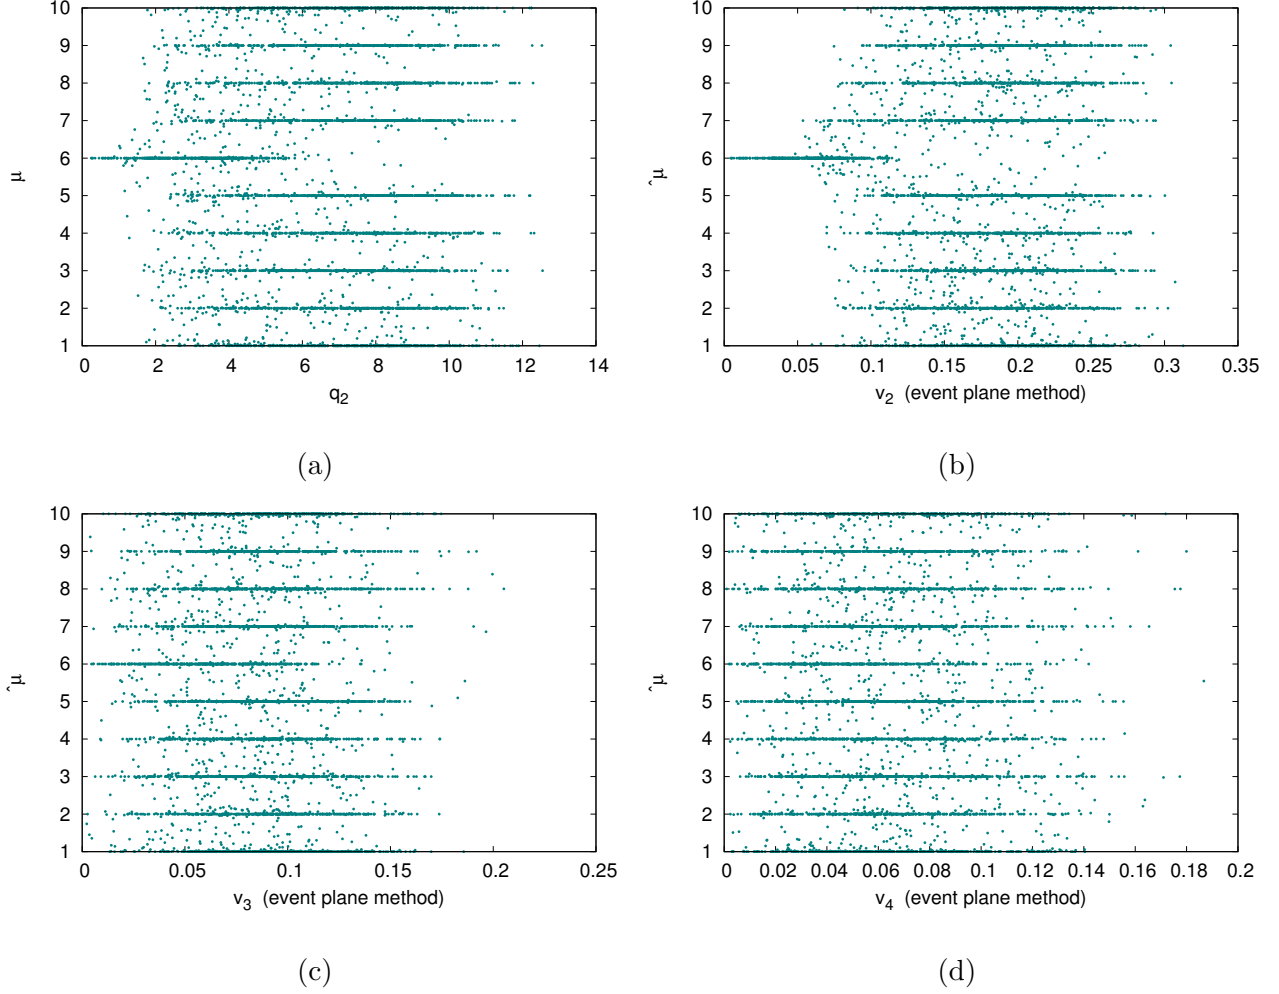 10
9
8
7
6
5
4
3
2
1
μ
0 2 4 6 8 10 12 14
q2
(a)
10
9
8
7
6
5
4
3
2
1
μ̂
0 0.05 0.1 0.15 0.2 0.25 0.3 0.35
v2 (event plane method)
(b)
10
9
8
7
6
5
4
3
2
1
μ̂
0 0.05 0.1 0.15 0.2 0.25
v3 (event plane method)
(c)
10
9
8
7
6
5
4
3
2
1
μ̂
0 0.02 0.04 0.06 0.08 0.1 0.12 0.14 0.16 0.18 0.2
v4 (event plane method)
(d)